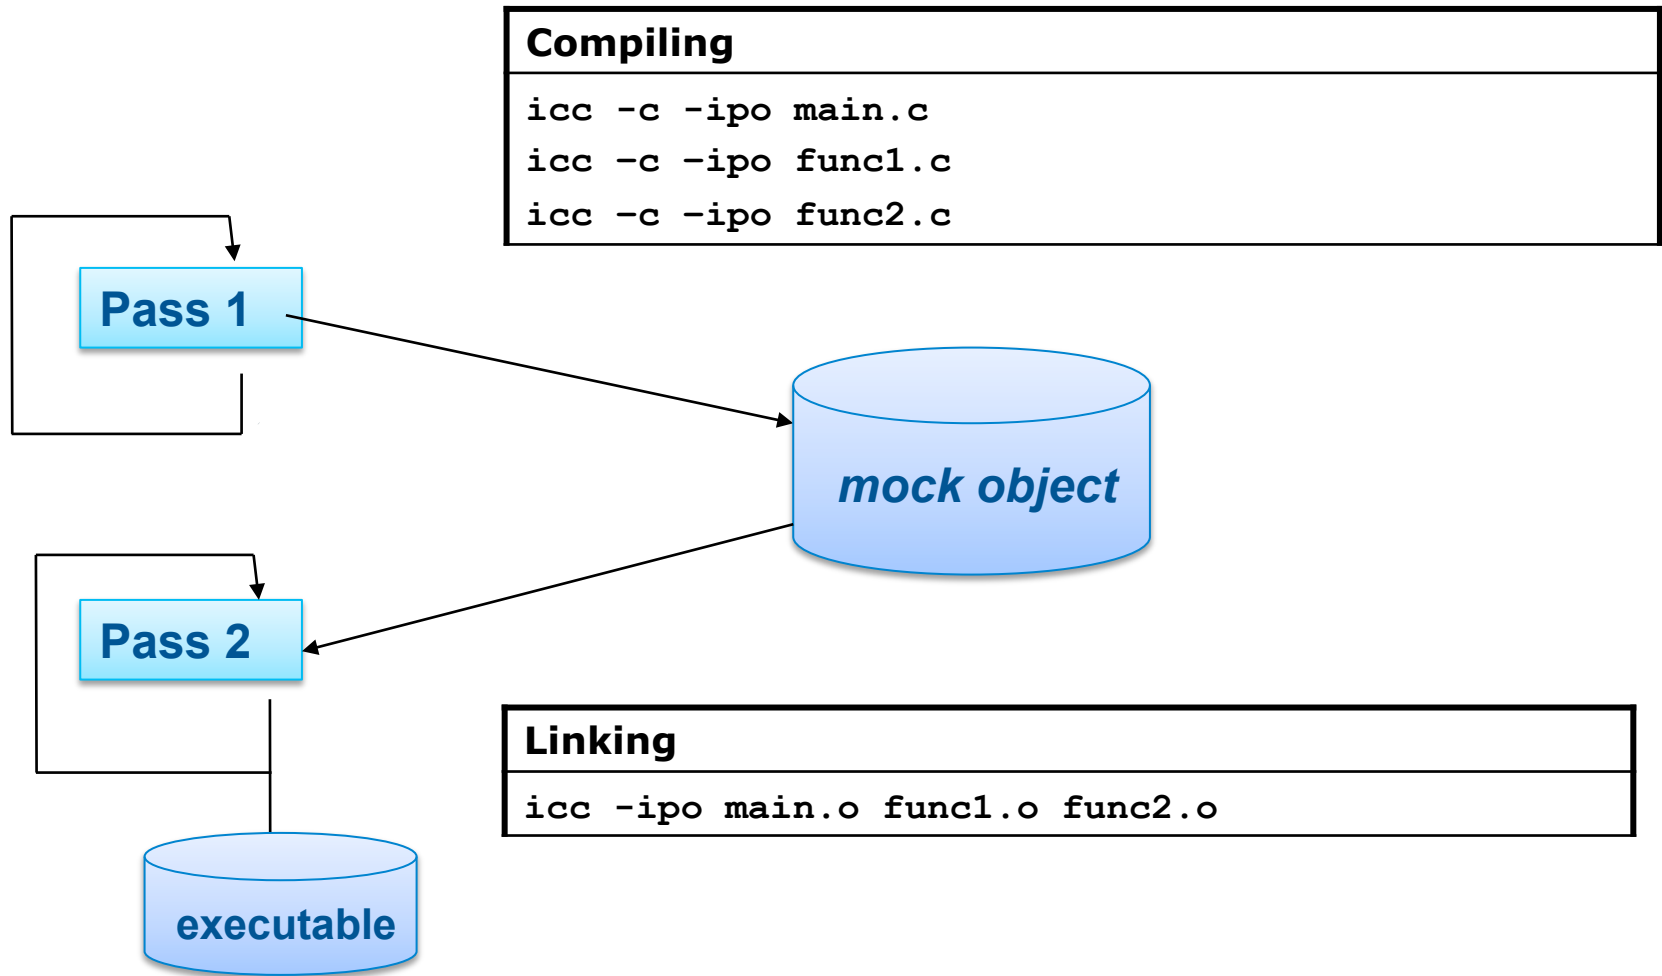 Compiling
icc -c -ipo main.c
icc –c –ipo func1.c
icc –c –ipo func2.c
Pass 1
mock object
Pass 2
Linking
icc -ipo main.o func1.o func2.o
executable